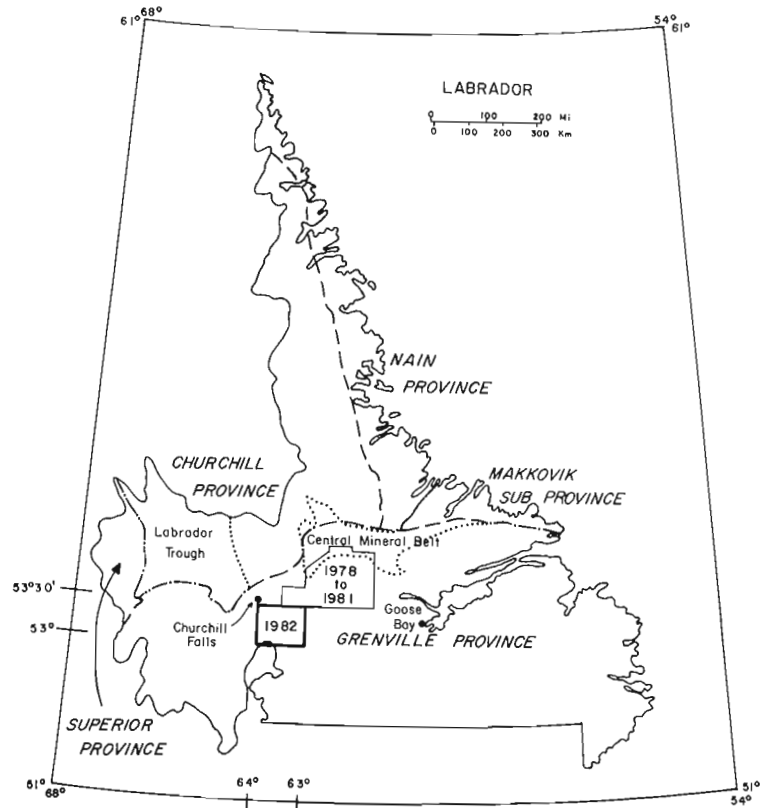 68°
61°
54°
61°
LABRADOR
0 100 200 Mi
0 100 200 300 Km
NAIN
PROVINCE
CHURCHILL
PROVINCE
MAKKOVIK
SUB PROVINCE
Labrador
Trough
Central Mineral Belt
1978
to
1981
53°30'
53°
Churchill
Falls
1982
Goose
Bay
GRENVILLE PROVINCE
SUPERIOR
PROVINCE
51°
68°
64°
63°
51°
54°